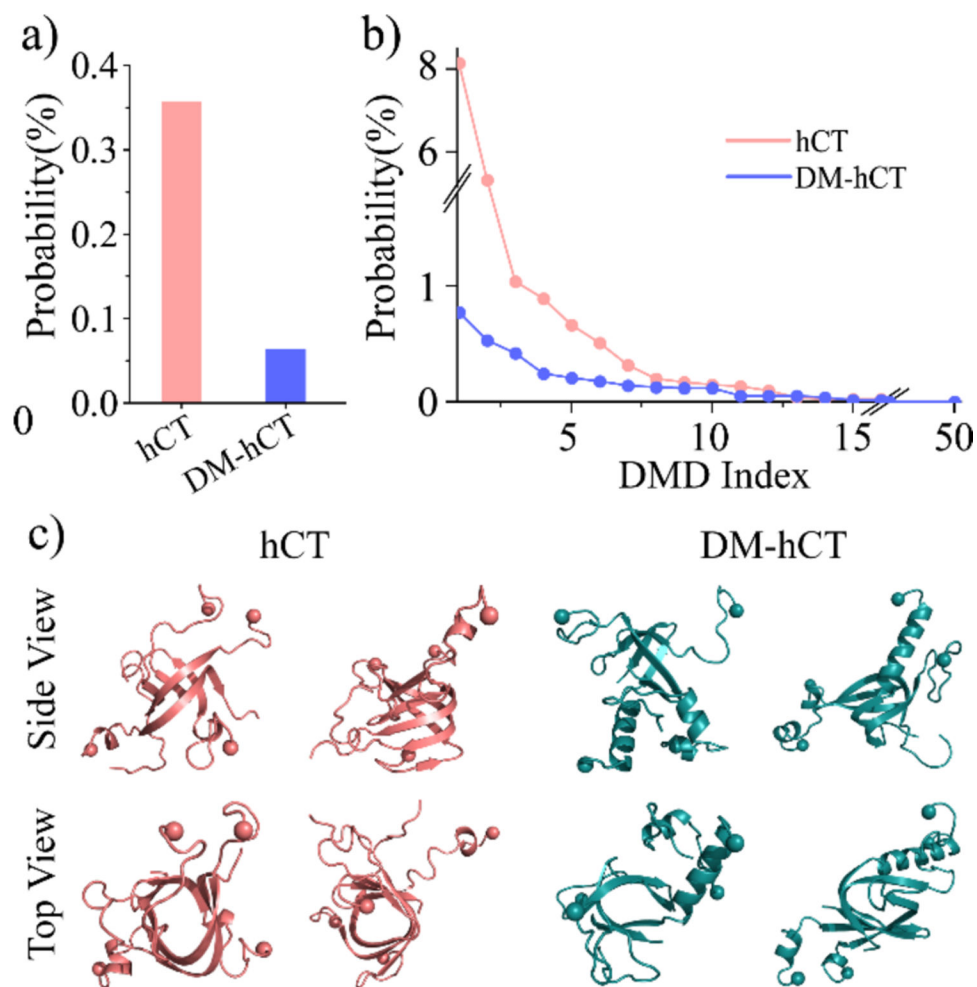 a)
Probability(%)
0.4
0.3
0.2
0.1
0.0
0
hCT
DM-hCT
b)
Probability(%)
8
6
1
0
hCT
DM-hCT
5
10
15
50
DMD Index
c)
hCT
DM-hCT
Side View
Top View